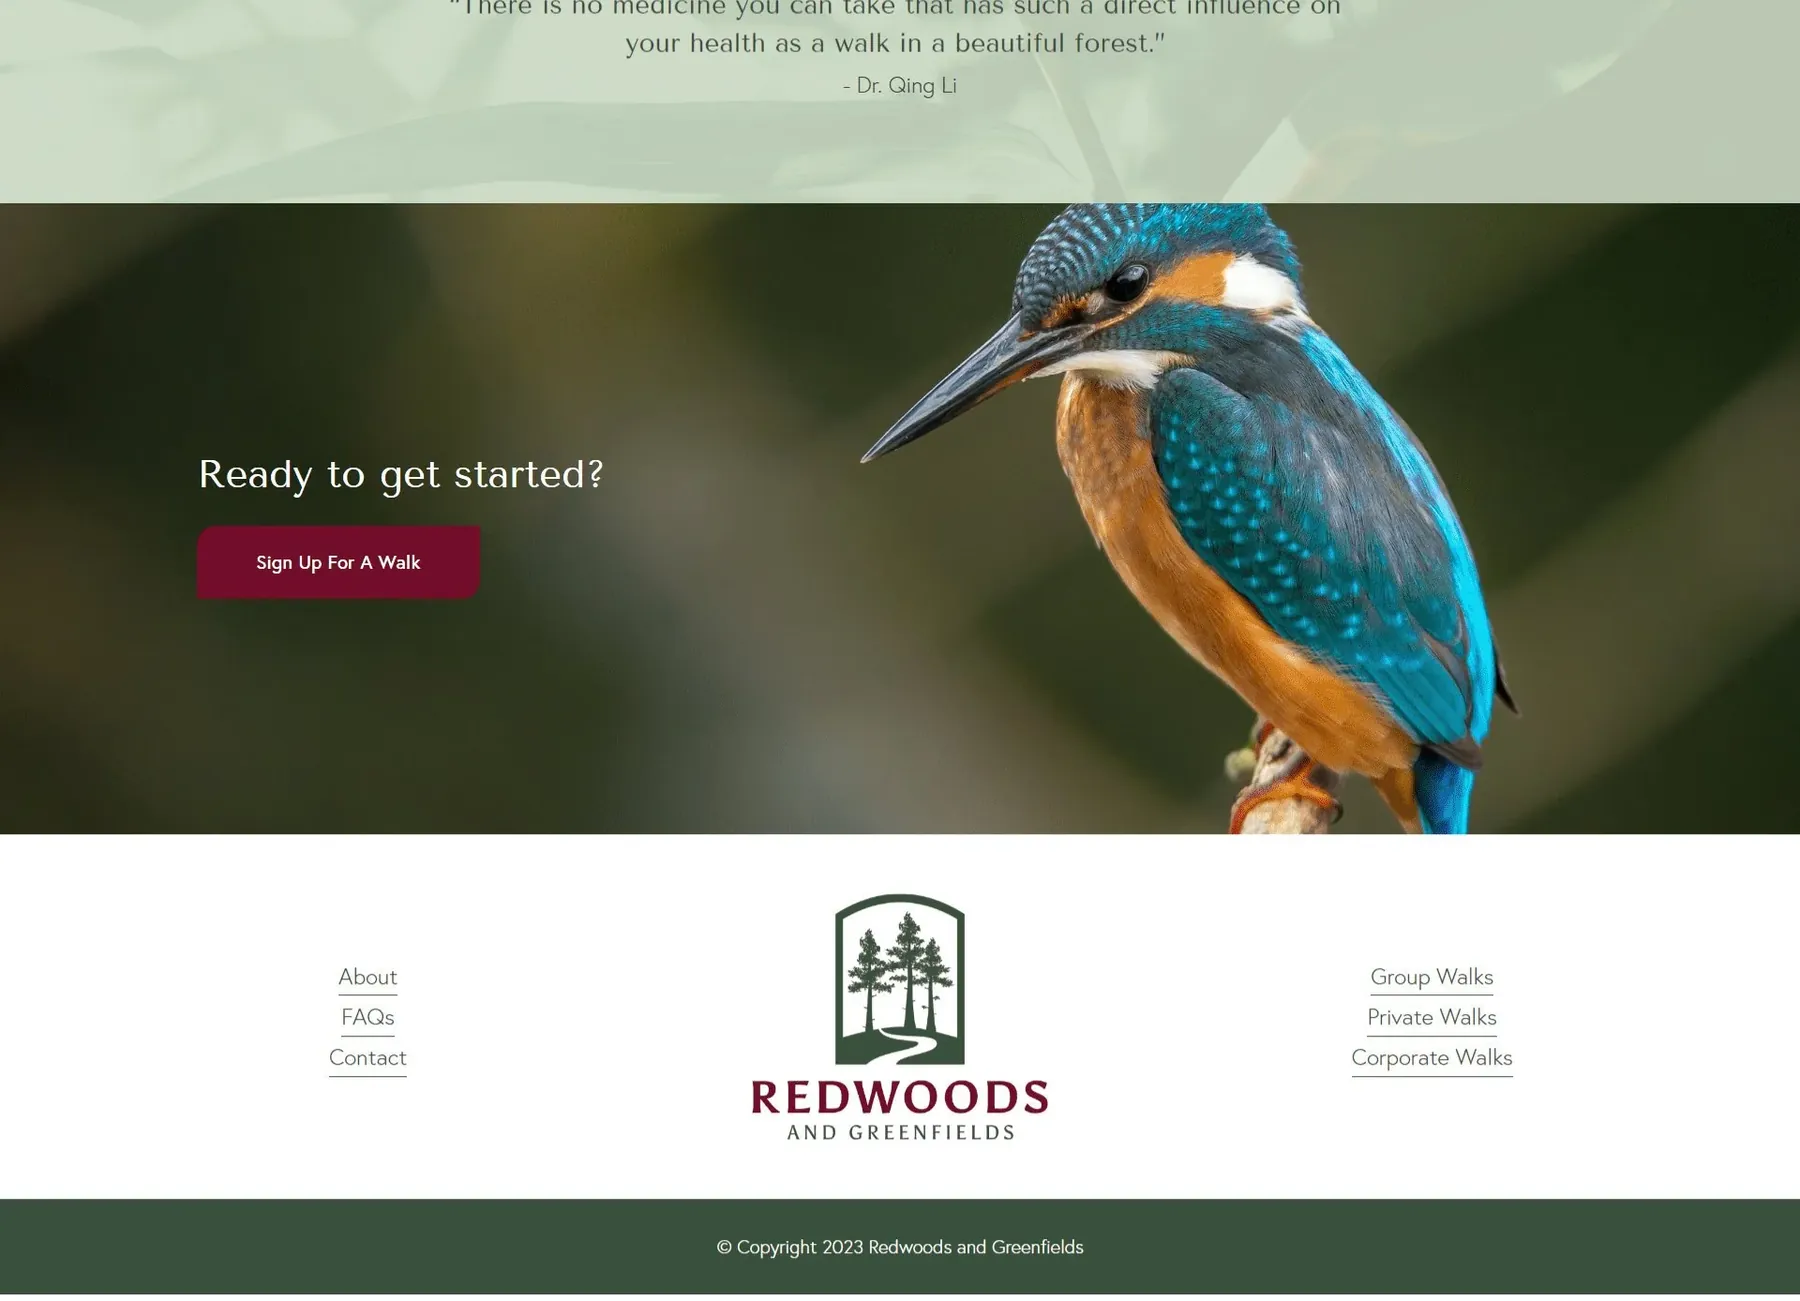 "There is no medicine you can take that has such a direct influence on
your health as a walk in a beautiful forest."
- Dr. Qing Li
Ready to get started?
Sign Up For A Walk
About
FAQs
Contact
REDWOODS
AND GREENFIELDS
Group Walks
Private Walks
Corporate Walks
© Copyright 2023 Redwoods and Greenfields